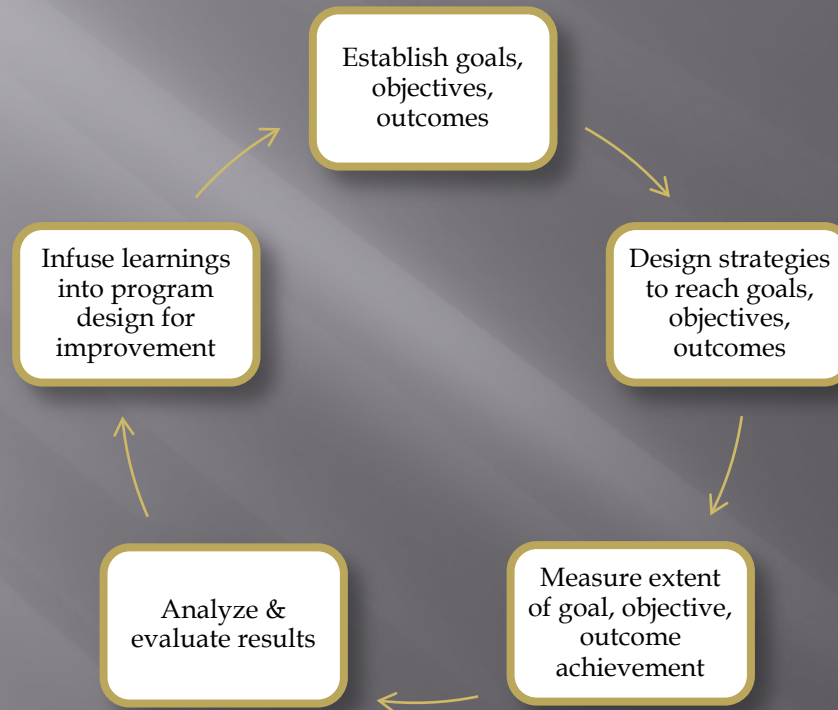 Establish goals,
objectives,
outcomes
Design strategies
to reach goals,
objectives,
outcomes
Measure extent
of goal, objective,
outcome
achievement
Analyze &
evaluate results
Infuse learnings
into program
design for
improvement